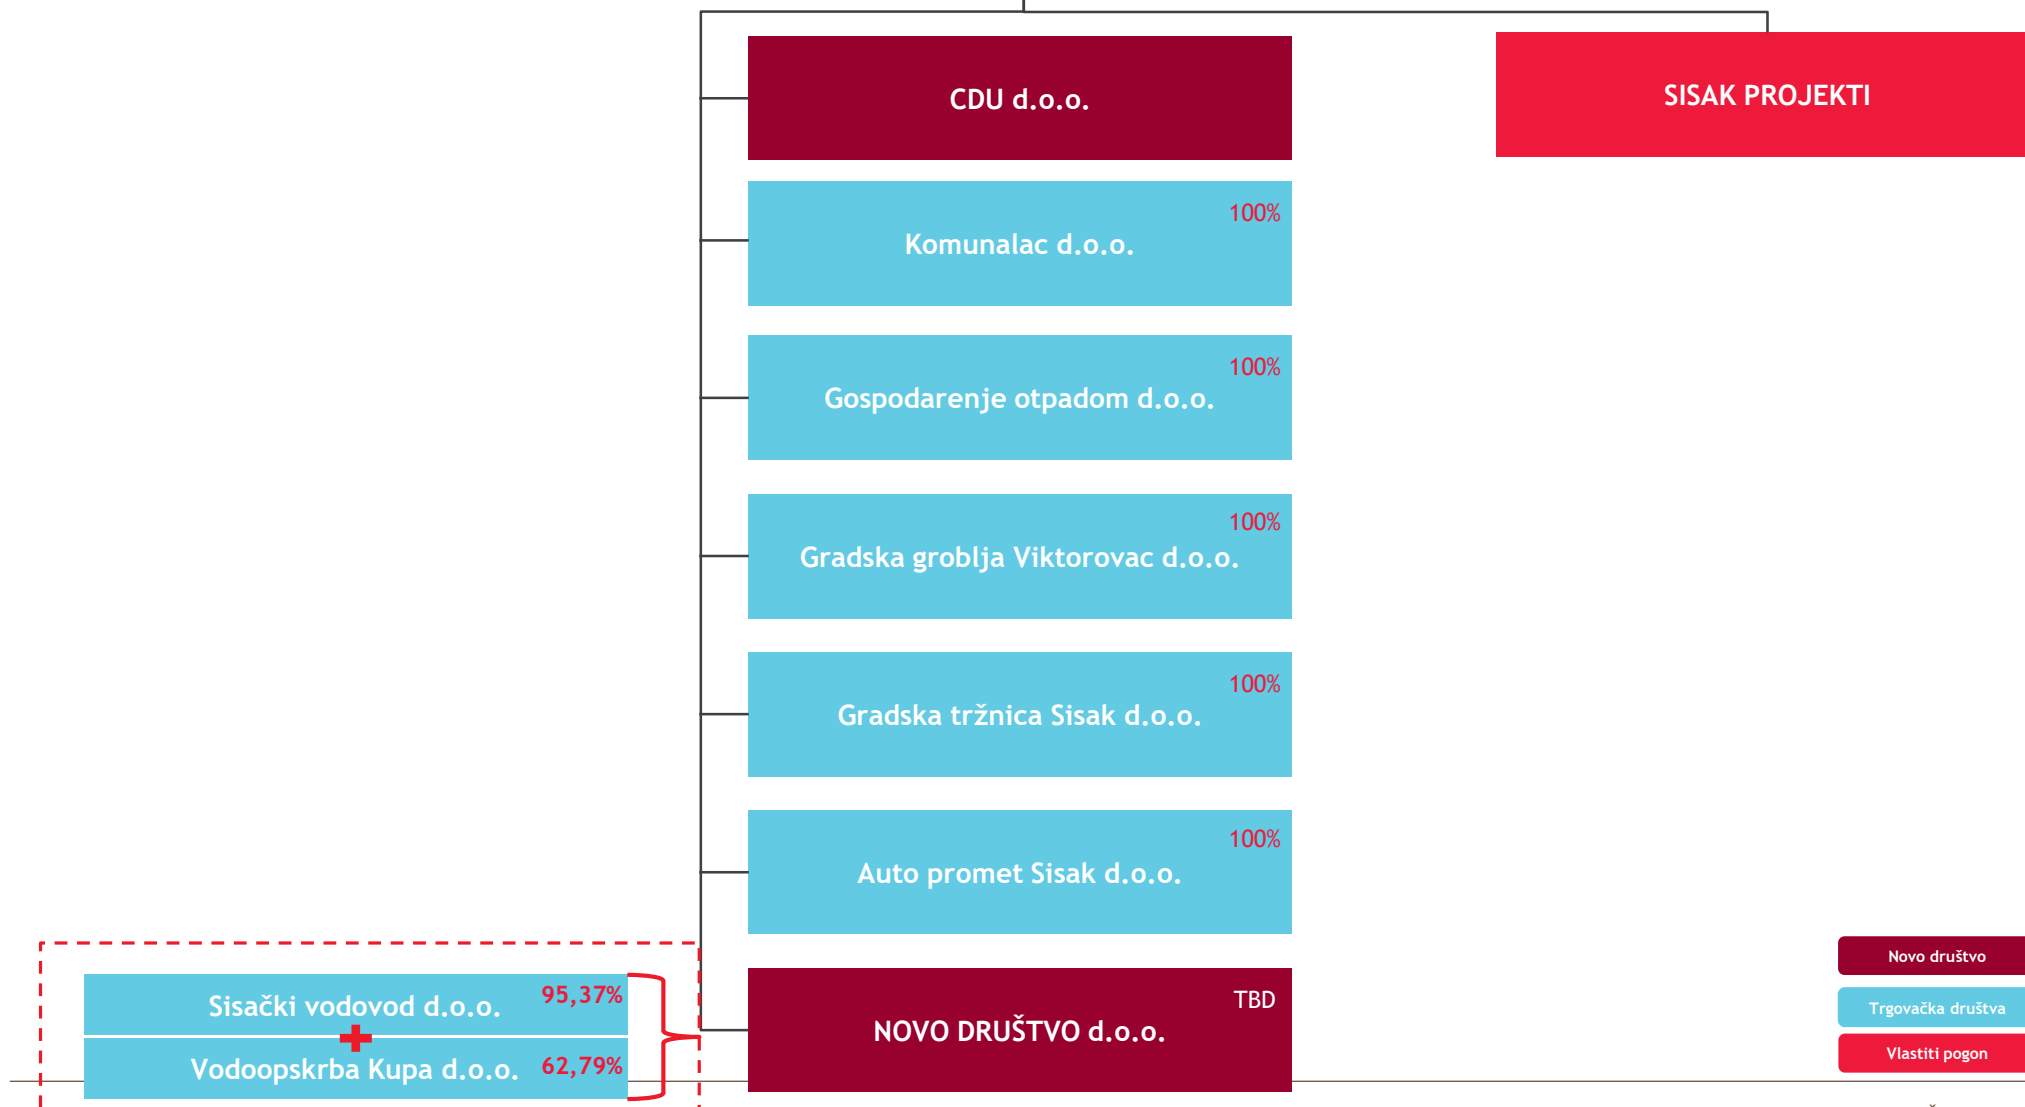 CDU d.o.o.
SISAK PROJEKTI
100%
Komunalac d.o.o.
100%
Gospodarenje otpadom d.o.o.
100%
Gradska groblja Viktorovac d.o.o.
100%
Gradska tržnica Sisak d.o.o.
100%
Auto promet Sisak d.o.o.
Sisački vodovod d.o.o. 95,37%
Vodoopskrba Kupa d.o.o. 62,79%
TBD
NOVO DRUŠTVO d.o.o.
Novo društvo
Trgovačka društva
Vlastiti pogon